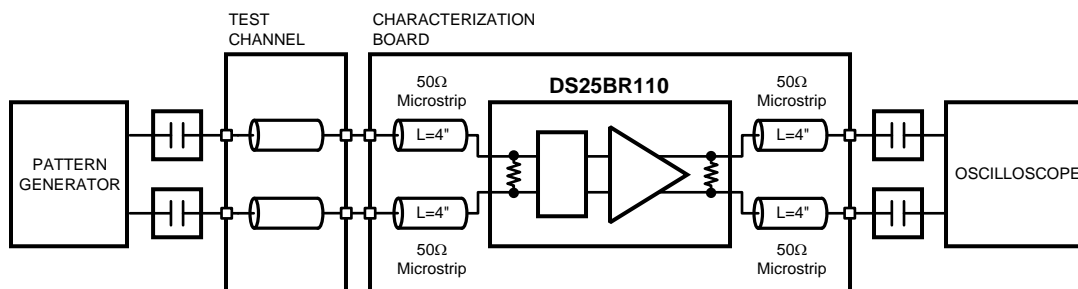 TEST
CHANNEL
CHARACTERIZATION
BOARD
50Ω
Microstrip
DS25BR110
50Ω
Microstrip
L=4"
L=4"
PATTERN
GENERATOR
OSCILLOSCOPE
L=4"
L=4"
50Ω
Microstrip
50Ω
Microstrip